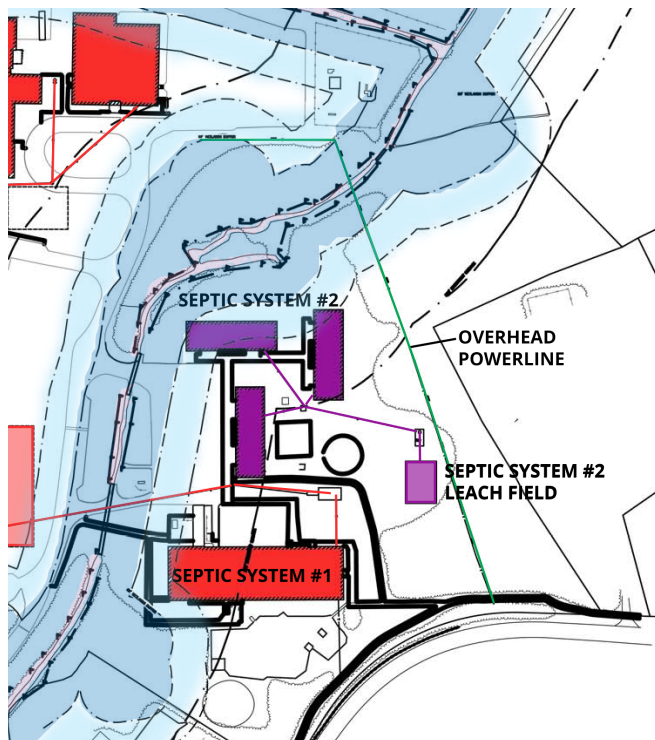 SEPTIC SYSTEM #2
OVERHEAD
POWERLINE
SEPTIC SYSTEM #2
LEACH FIELD
SEPTIC SYSTEM #1